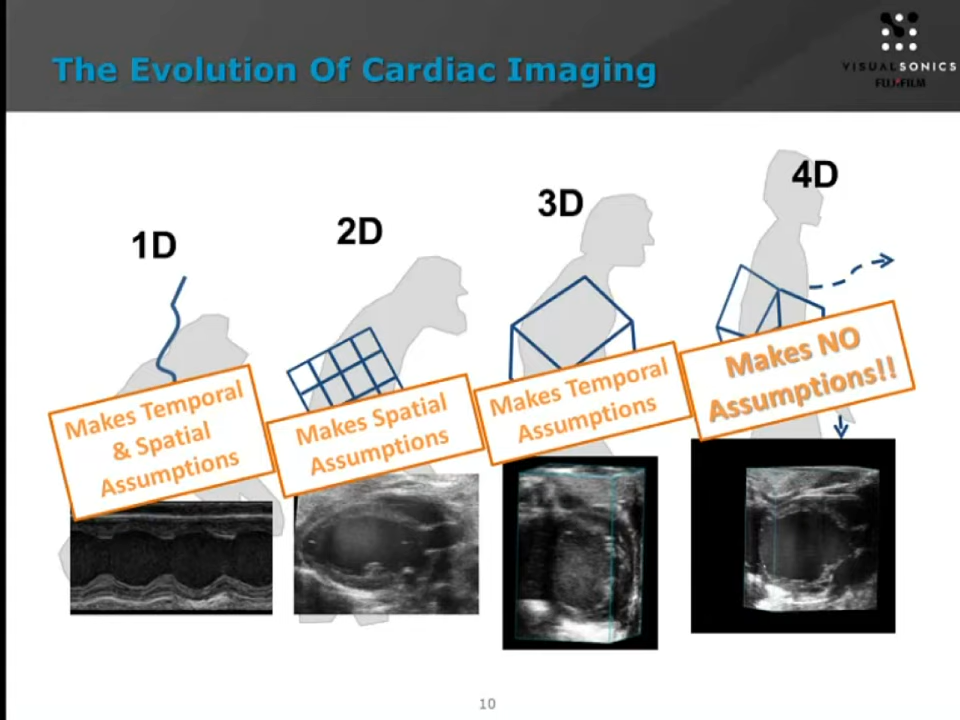 The Evolution Of Cardiac Imaging
VISUALSONICS
FUJIFILM
1D
2D
3D
4D
Makes Temporal
& Spatial
Assumptions
Makes Spatial
Assumptions
Makes Temporal
Assumptions
Makes NO
Assumptions!!
10